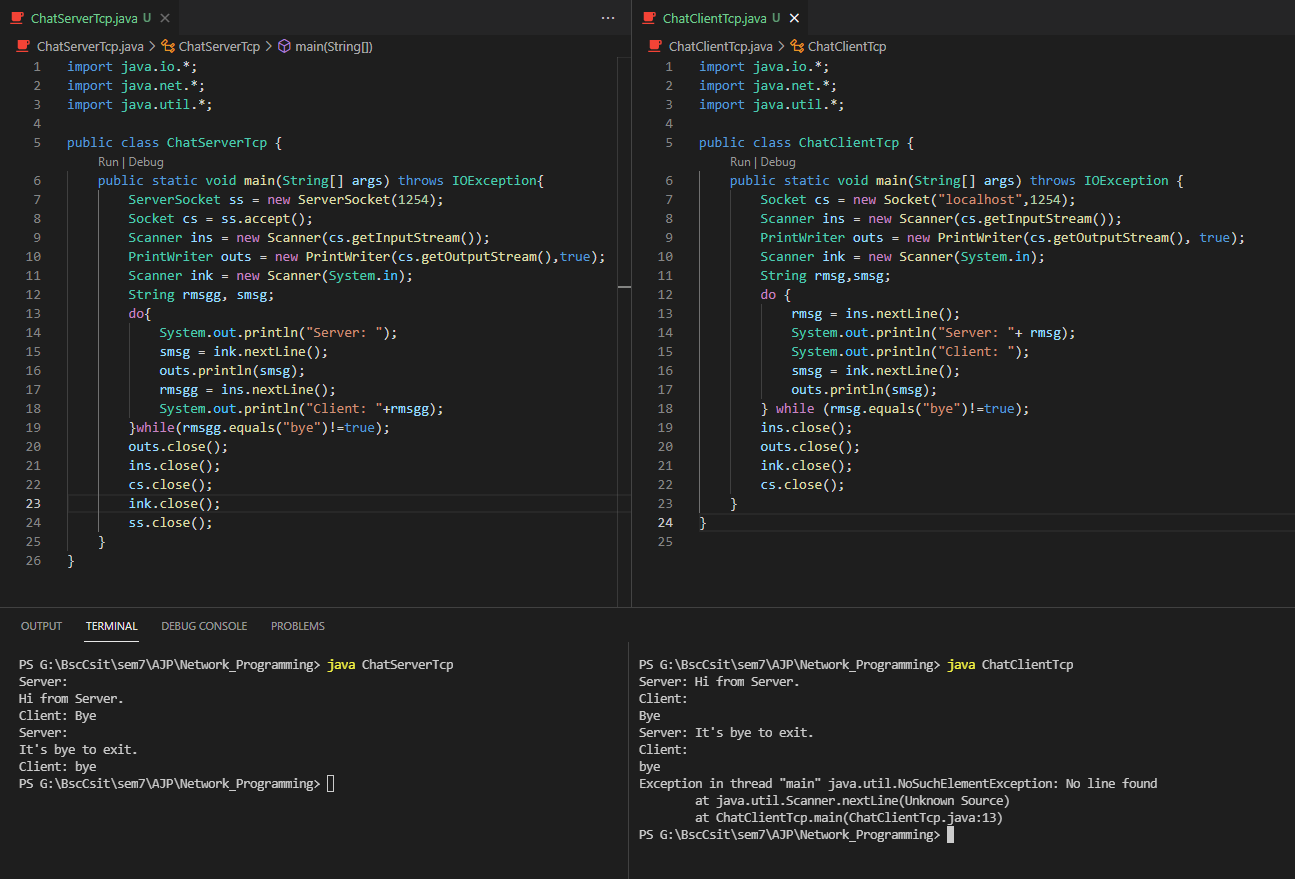 ChatServerTcp.java U ×
···
ChatServerTcp.java > ChatServerTcp > main(String[])
1 import java.io.*;
2 import java.net.*;
3 import java.util.*;
4
5 public class ChatServerTcp {
Run | Debug
6 public static void main(String[] args) throws IOException{
7 ServerSocket ss = new ServerSocket(1254);
8 Socket cs = ss.accept();
9 Scanner ins = new Scanner(cs.getInputStream());
10 PrintWriter outs = new PrintWriter(cs.getOutputStream(),true);
11 Scanner ink = new Scanner(System.in);
12 String rmsgg, smsg;
13 do{
14 System.out.println("Server: ");
15 smsg = ink.nextLine();
16 outs.println(smsg);
17 rmsgg = ins.nextLine();
18 System.out.println("Client: "+rmsgg);
19 }while(rmsgg.equals("bye")!=true);
20 outs.close();
21 ins.close();
22 cs.close();
23 ink.close();
24 ss.close();
25 }
26 }
ChatClientTcp.java U ×
ChatClientTcp.java > ChatClientTcp
1 import java.io.*;
2 import java.net.*;
3 import java.util.*;
4
5 public class ChatClientTcp {
Run | Debug
6 public static void main(String[] args) throws IOException {
7 Socket cs = new Socket("localhost",1254);
8 Scanner ins = new Scanner(cs.getInputStream());
9 PrintWriter outs = new PrintWriter(cs.getOutputStream(), true);
10 Scanner ink = new Scanner(System.in);
11 String rmsg,smsg;
12 do {
13 rmsg = ins.nextLine();
14 System.out.println("Server: "+ rmsg);
15 System.out.println("Client: ");
16 smsg = ink.nextLine();
17 outs.println(smsg);
18 } while (rmsg.equals("bye")!=true);
19 ins.close();
20 outs.close();
21 ink.close();
22 cs.close();
23 }
24 }
25
OUTPUT TERMINAL DEBUG CONSOLE PROBLEMS
PS G:\BscCsit\sem7\AJP\Network_Programming> java ChatServerTcp
Server:
Hi from Server.
Client: Bye
Server:
It's bye to exit.
Client: bye
PS G:\BscCsit\sem7\AJP\Network_Programming>
PS G:\BscCsit\sem7\AJP\Network_Programming> java ChatClientTcp
Server: Hi from Server.
Client:
Bye
Server: It's bye to exit.
Client:
bye
Exception in thread "main" java.util.NoSuchElementException: No line found
at java.util.Scanner.nextLine(Unknown Source)
at ChatClientTcp.main(ChatClientTcp.java:13)
PS G:\BscCsit\sem7\AJP\Network_Programming>